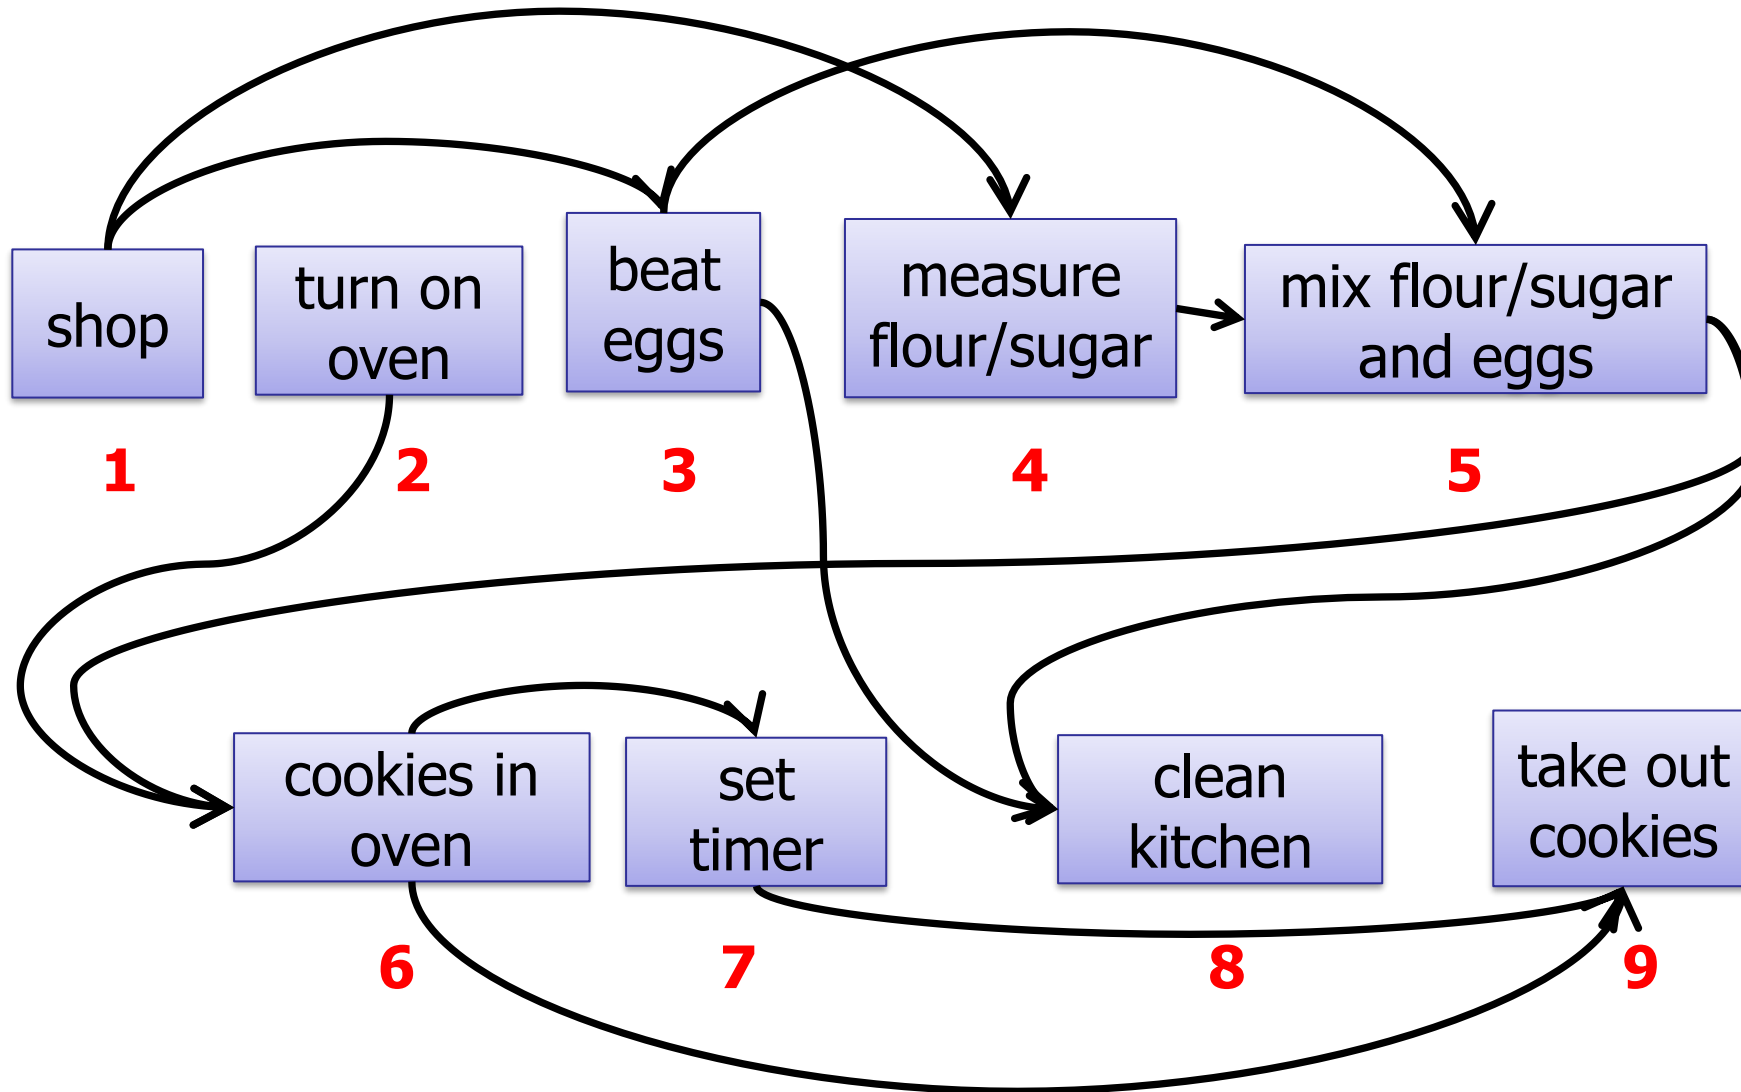 shop
turn on
oven
beat
eggs
measure
flour/sugar
mix flour/sugar
and eggs
1
2
3
4
5
cookies in
oven
set
timer
clean
kitchen
take out
cookies
6
7
8
9